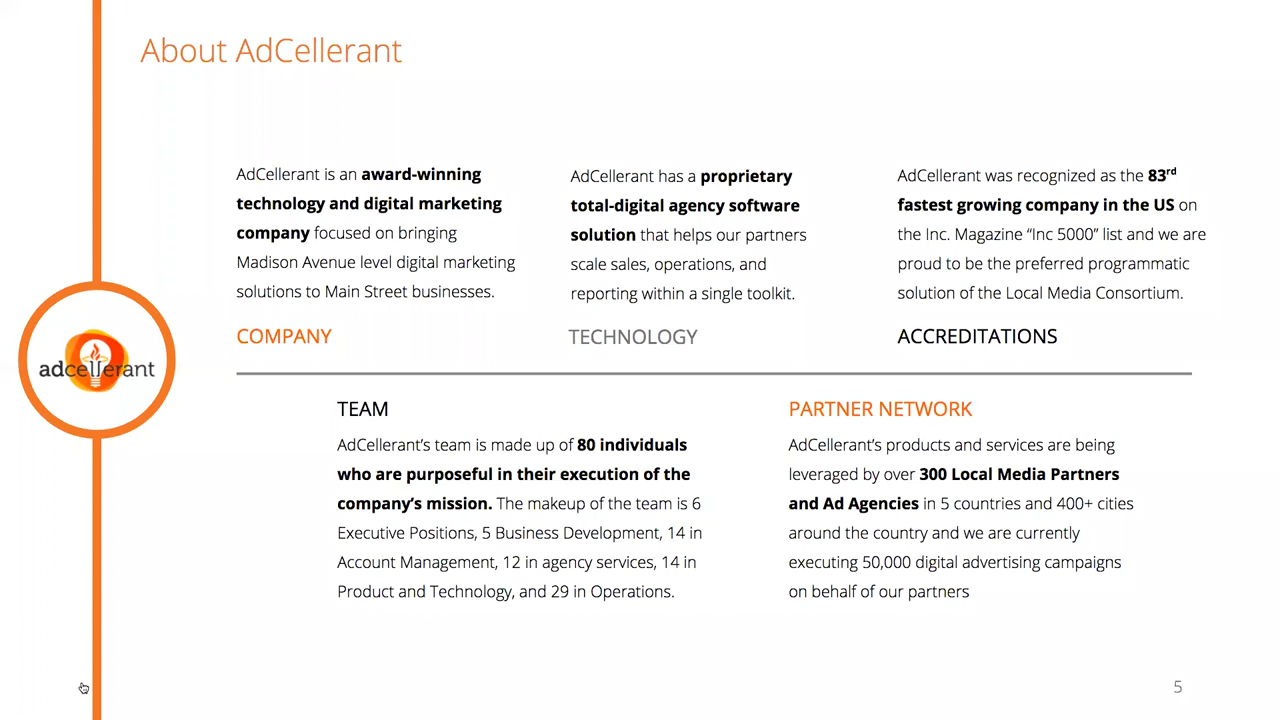 About AdCellerant
AdCellerant is an award-winning
technology and digital marketing
company focused on bringing
Madison Avenue level digital marketing
solutions to Main Street businesses.
COMPANY
AdCellerant has a proprietary
total-digital agency software
solution that helps our partners
scale sales, operations, and
reporting within a single toolkit.
TECHNOLOGY
AdCellerant was recognized as the 83rd
fastest growing company in the US on
the Inc. Magazine “Inc 5000” list and we are
proud to be the preferred programmatic
solution of the Local Media Consortium.
ACCREDITATIONS
adcellerant
TEAM
AdCellerant’s team is made up of 80 individuals
who are purposeful in their execution of the
company’s mission. The makeup of the team is 6
Executive Positions, 5 Business Development, 14 in
Account Management, 12 in agency services, 14 in
Product and Technology, and 29 in Operations.
PARTNER NETWORK
AdCellerant’s products and services are being
leveraged by over 300 Local Media Partners
and Ad Agencies in 5 countries and 400+ cities
around the country and we are currently
executing 50,000 digital advertising campaigns
on behalf of our partners
5